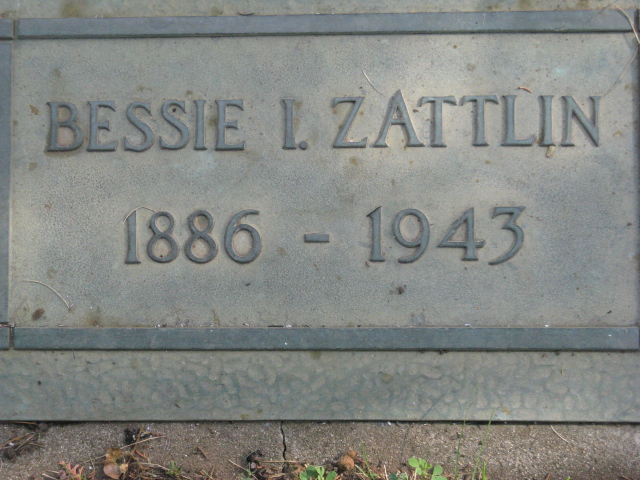 BESSIE I. ZATTLIN
1886 - 1943